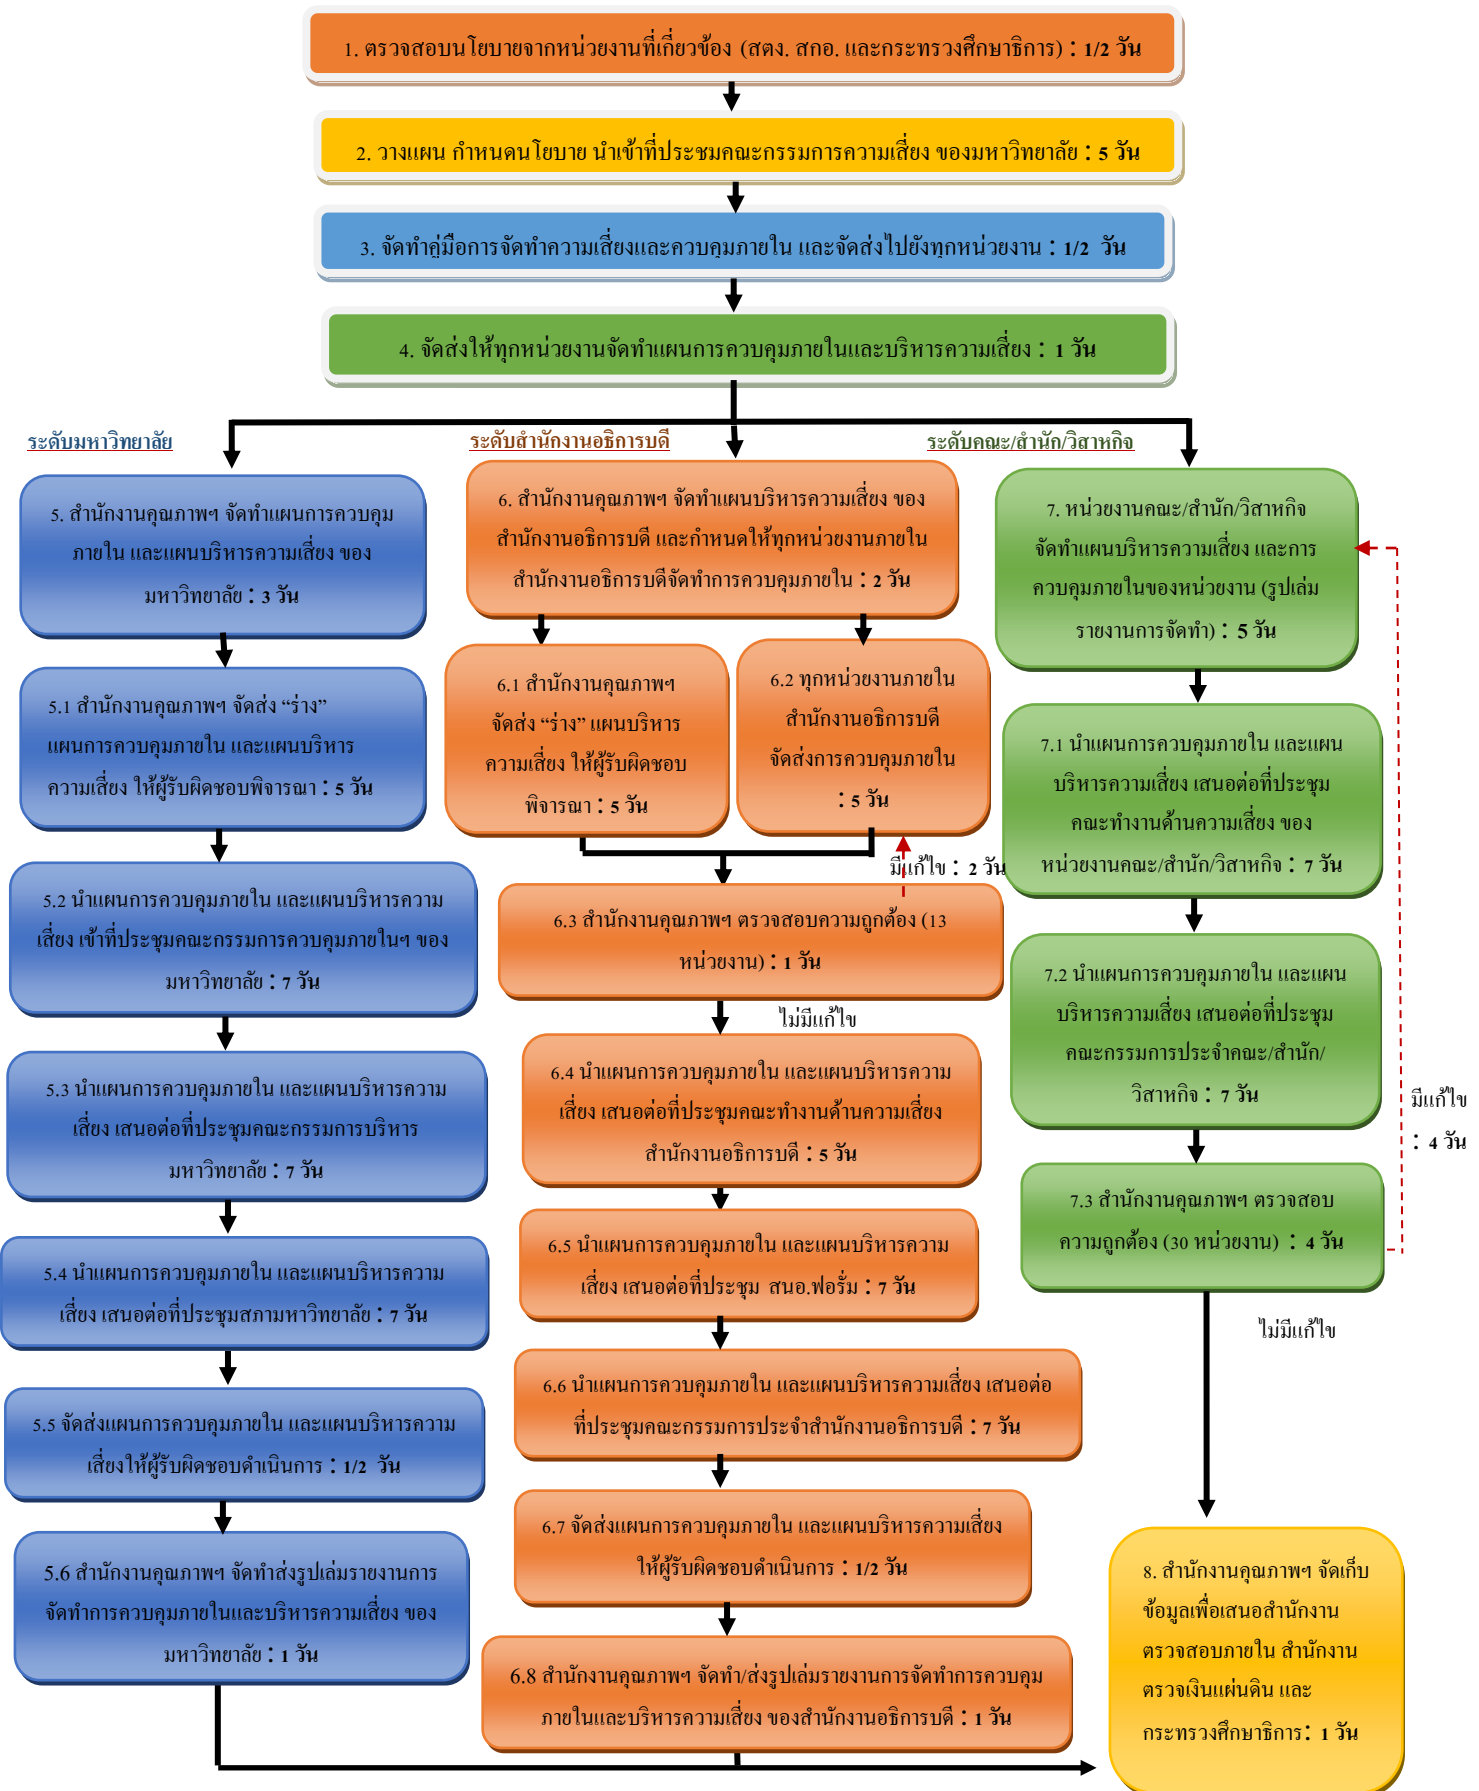 1. ตรวจสอบนโยบายจากหน่วยงานที่เกี่ยวข้อง (สตง. สกอ. และกระทรวงศึกษาธิการ) : 1/2 วัน
2. วางแผน กำหนดนโยบาย นำเข้าที่ประชุมคณะกรรมการความเสี่ยง ของมหาวิทยาลัย : 5 วัน
3. จัดทำคู่มือการจัดทำความเสี่ยงและควบคุมภายใน และจัดส่งไปยังทุกหน่วยงาน : 1/2 วัน
4. จัดส่งให้ทุกหน่วยงานจัดทำแผนการควบคุมภายในและบริหารความเสี่ยง : 1 วัน
ระดับมหาวิทยาลัย
5. สำนักงานคุณภาพฯ จัดทำแผนการควบคุม
ภายใน และแผนบริหารความเสี่ยง ของ
มหาวิทยาลัย : 3 วัน
5.1 สำนักงานคุณภาพฯ จัดส่ง “ร่าง”
แผนการควบคุมภายใน และแผนบริหาร
ความเสี่ยง ให้ผู้รับผิดชอบพิจารณา : 5 วัน
5.2 นำแผนการควบคุมภายใน และแผนบริหารความ
เสี่ยง เข้าที่ประชุมคณะกรรมการควบคุมภายในฯ ของ
มหาวิทยาลัย : 7 วัน
5.3 นำแผนการควบคุมภายใน และแผนบริหารความ
เสี่ยง เสนอต่อที่ประชุมคณะกรรมการบริหาร
มหาวิทยาลัย : 7 วัน
5.4 นำแผนการควบคุมภายใน และแผนบริหารความ
เสี่ยง เสนอต่อที่ประชุมสภามหาวิทยาลัย : 7 วัน
5.5 จัดส่งแผนการควบคุมภายใน และแผนบริหารความ
เสี่ยงให้ผู้รับผิดชอบดำเนินการ : 1/2 วัน
5.6 สำนักงานคุณภาพฯ จัดทำส่งรูปเล่มรายงานการ
จัดทำการควบคุมภายในและบริหารความเสี่ยง ของ
มหาวิทยาลัย : 1 วัน
ระดับสำนักงานอธิการบดี
6. สำนักงานคุณภาพฯ จัดทำแผนบริหารความเสี่ยง ของ
สำนักงานอธิการบดี และกำหนดให้ทุกหน่วยงานภายใน
สำนักงานอธิการบดีจัดทำการควบคุมภายใน : 2 วัน
6.1 สำนักงานคุณภาพฯ
จัดส่ง “ร่าง” แผนบริหาร
ความเสี่ยง ให้ผู้รับผิดชอบ
พิจารณา : 5 วัน
6.2 ทุกหน่วยงานภายใน
สำนักงานอธิการบดี
จัดส่งการควบคุมภายใน
: 5 วัน
มีแก้ไข : 2 วัน
6.3 สำนักงานคุณภาพฯ ตรวจสอบความถูกต้อง (13
หน่วยงาน) : 1 วัน
ไม่มีแก้ไข
6.4 นำแผนการควบคุมภายใน และแผนบริหารความ
เสี่ยง เสนอต่อที่ประชุมคณะทำงานด้านความเสี่ยง
สำนักงานอธิการบดี : 5 วัน
6.5 นำแผนการควบคุมภายใน และแผนบริหารความ
เสี่ยง เสนอต่อที่ประชุม สนอ.ฟอรั่ม : 7 วัน
6.6 นำแผนการควบคุมภายใน และแผนบริหารความเสี่ยง เสนอต่อ
ที่ประชุมคณะกรรมการประจำสำนักงานอธิการบดี : 7 วัน
6.7 จัดส่งแผนการควบคุมภายใน และแผนบริหารความเสี่ยง
ให้ผู้รับผิดชอบดำเนินการ : 1/2 วัน
6.8 สำนักงานคุณภาพฯ จัดทำ/ส่งรูปเล่มรายงานการจัดทำการควบคุม
ภายในและบริหารความเสี่ยง ของสำนักงานอธิการบดี : 1 วัน
ระดับคณะ/สำนัก/วิสาหกิจ
7. หน่วยงานคณะ/สำนัก/วิสาหกิจ
จัดทำแผนบริหารความเสี่ยง และการ
ควบคุมภายในของหน่วยงาน (รูปเล่ม
รายงานการจัดทำ) : 5 วัน
7.1 นำแผนการควบคุมภายใน และแผน
บริหารความเสี่ยง เสนอต่อที่ประชุม
คณะทำงานด้านความเสี่ยง ของ
หน่วยงานคณะ/สำนัก/วิสาหกิจ : 7 วัน
7.2 นำแผนการควบคุมภายใน และแผน
บริหารความเสี่ยง เสนอต่อที่ประชุม
คณะกรรมการประจำคณะ/สำนัก/
วิสาหกิจ : 7 วัน
มีแก้ไข
: 4 วัน
7.3 สำนักงานคุณภาพฯ ตรวจสอบ
ความถูกต้อง (30 หน่วยงาน) : 4 วัน
ไม่มีแก้ไข
8. สำนักงานคุณภาพฯ จัดเก็บ
ข้อมูลเพื่อเสนอสำนักงาน
ตรวจสอบภายใน สำนักงาน
ตรวจเงินแผ่นดิน และ
กระทรวงศึกษาธิการ: 1 วัน